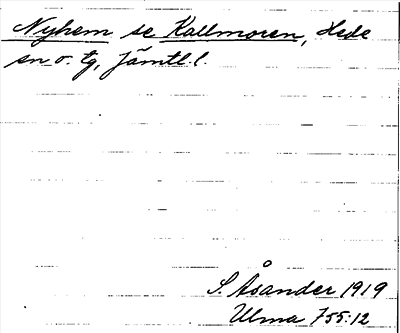 Nyhem se Kallmoren, Hede
sn o. tg, Jämtl. l.
S. Åsander 1919
Ulma 755:12